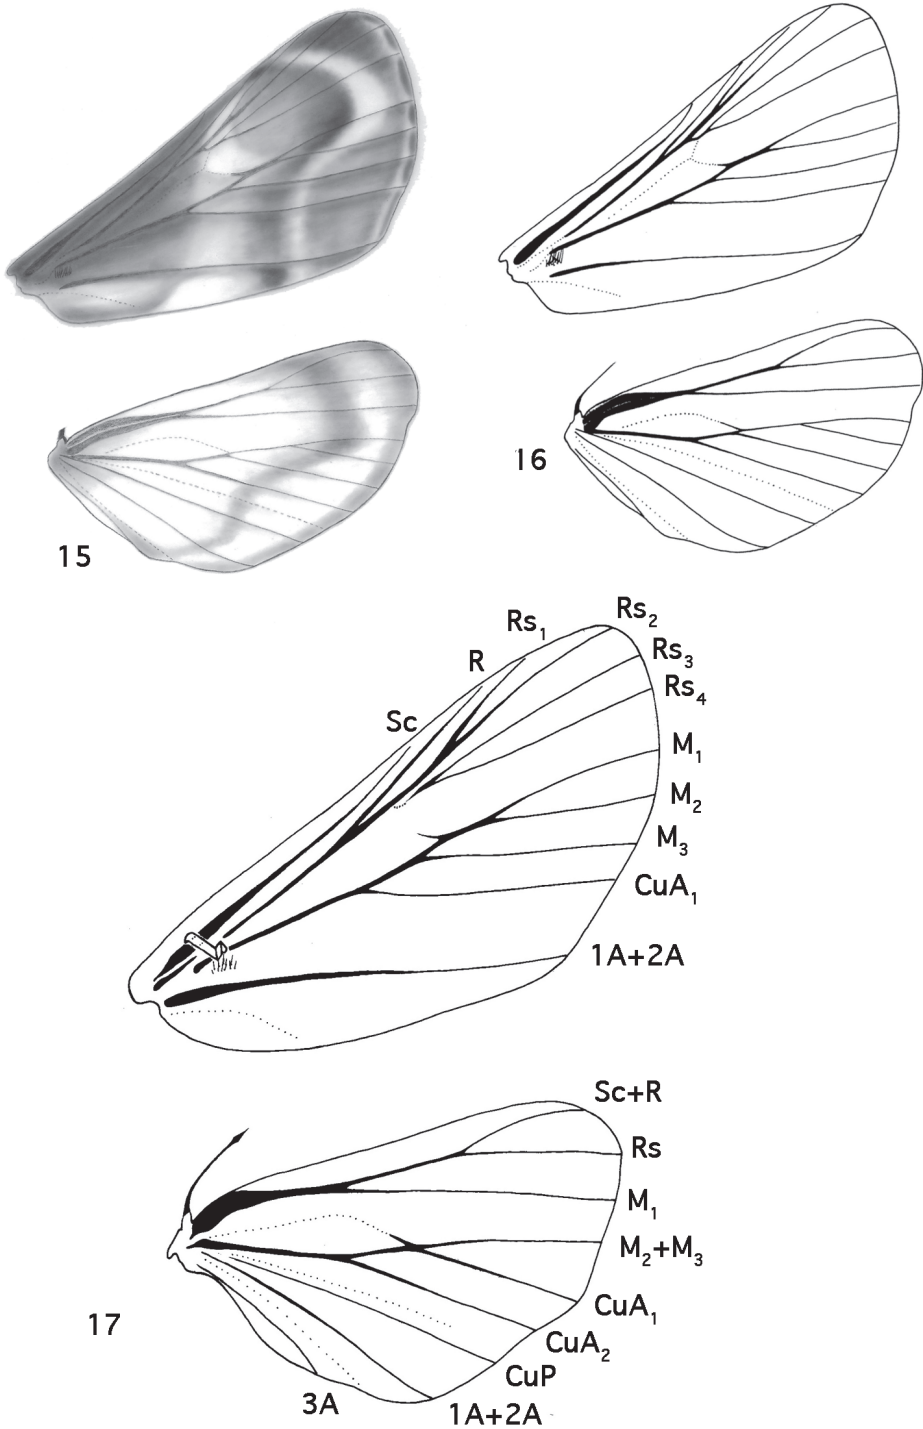 15
16
Sc
R
Rs₁
Rs₂
Rs₃
Rs₄
M₁
M₂
M₃
CuA₁
1A+2A
17
Sc+R
Rs
M₁
M₂+M₃
CuA₁
CuA₂
CuP
1A+2A
3A